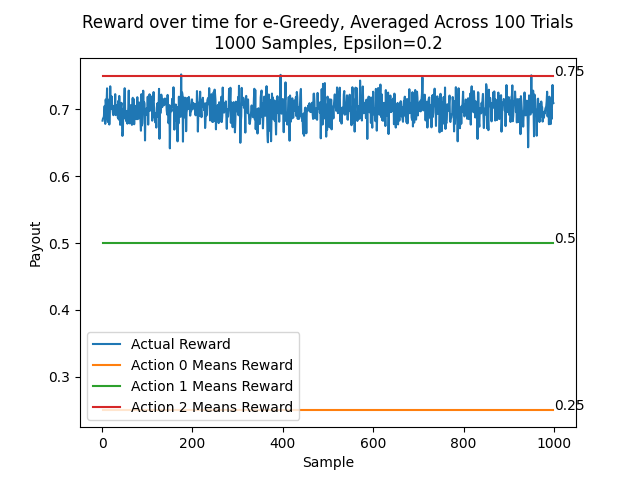 Reward over time for e-Greedy, Averaged Across 100 Trials
1000 Samples, Epsilon=0.2
0.75
0.7
0.6
0.5
0.5
0.4
0.3
0.25
Payout
Actual Reward
Action 0 Means Reward
Action 1 Means Reward
Action 2 Means Reward
0
200
400
600
800
1000
Sample